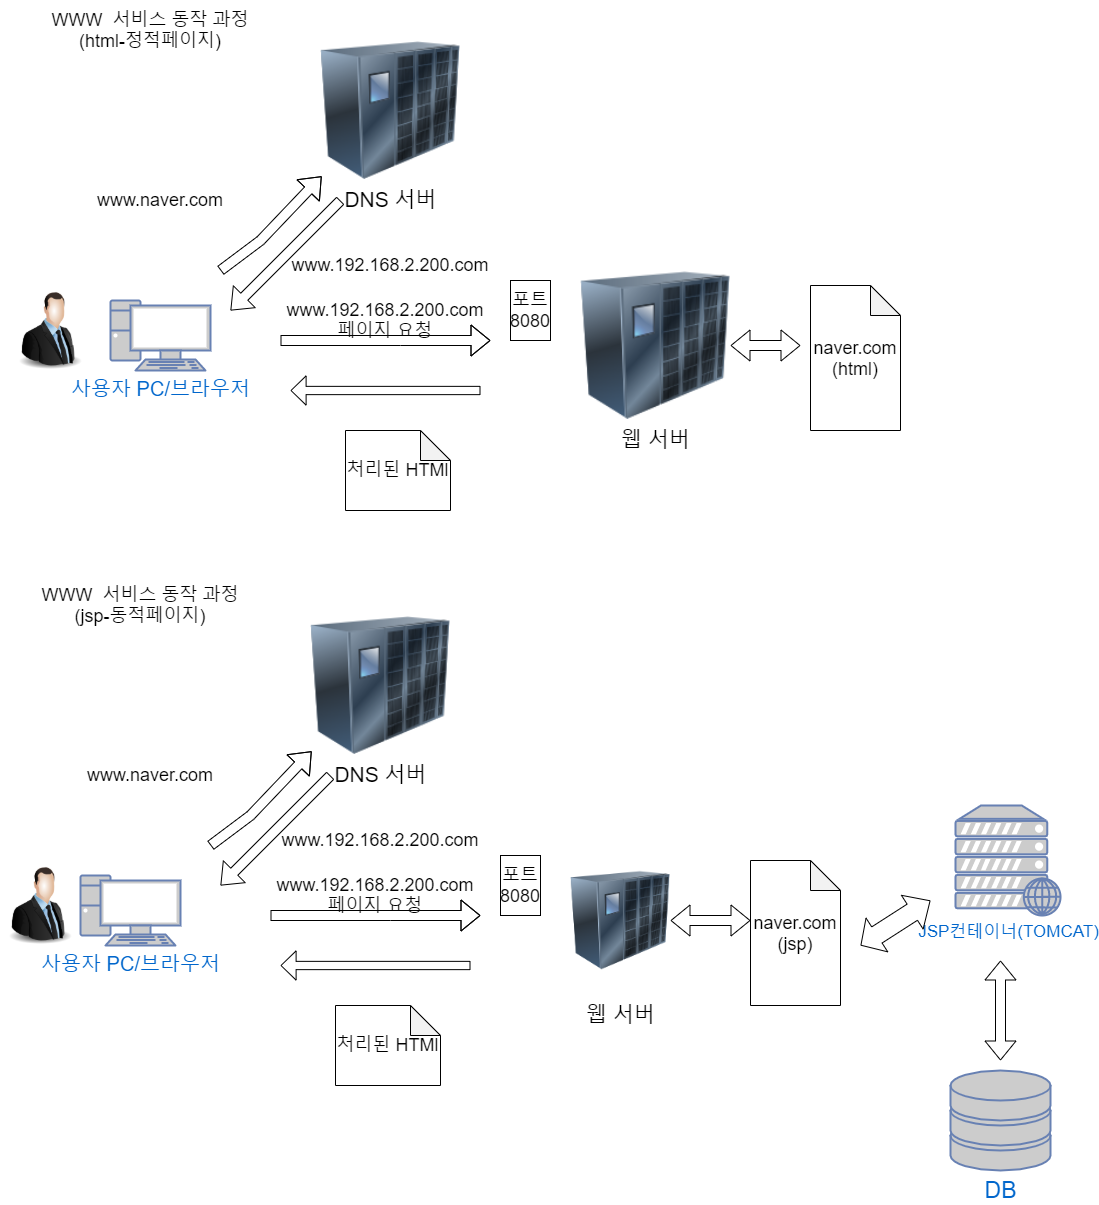 WWW 서비스 동작 과정
(html-정적페이지)
www.naver.com
DNS 서버
www.192.168.2.200.com
www.192.168.2.200.com
페이지 요청
포트
8080
naver.com
(html)
사용자 PC/브라우저
웹 서버
처리된 HTMl
WWW 서비스 동작 과정
(jsp-동적페이지)
www.naver.com
DNS 서버
www.192.168.2.200.com
www.192.168.2.200.com
페이지 요청
포트
8080
naver.com
(jsp)
JSP컨테이너(TOMCAT)
사용자 PC/브라우저
웹 서버
처리된 HTMl
DB